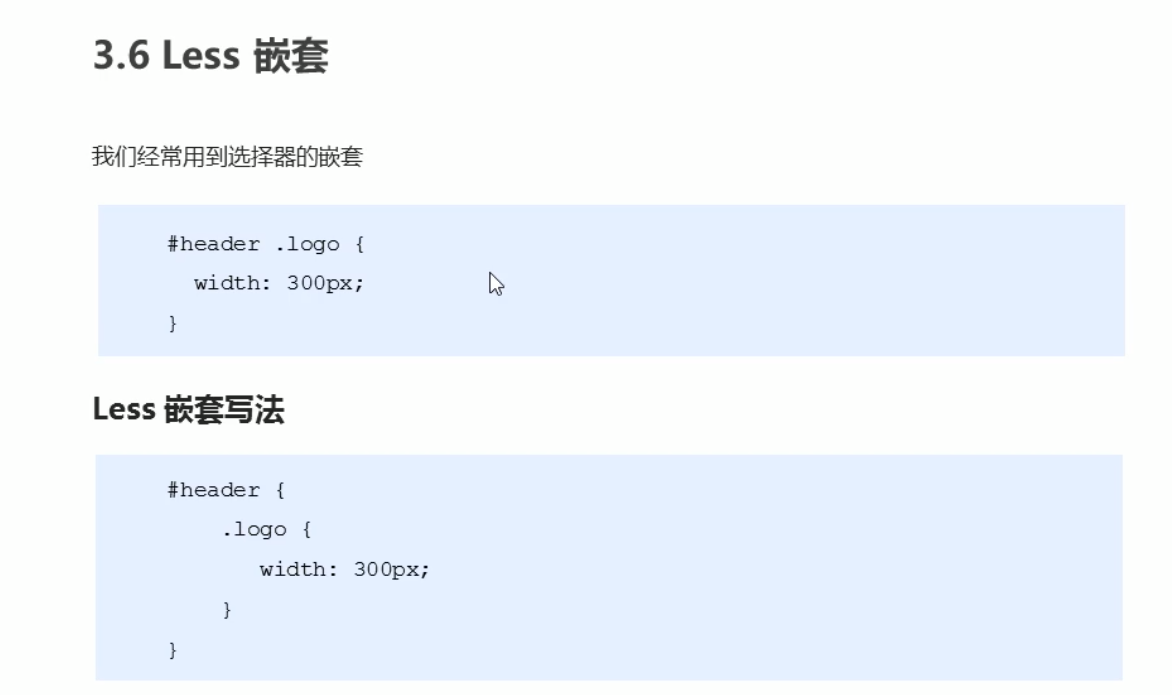 3.6 Less 嵌套
我们经常用到选择器的嵌套
#header .logo {
  width: 300px;
}
Less 嵌套写法
#header {
    .logo {
       width: 300px;
    }
}